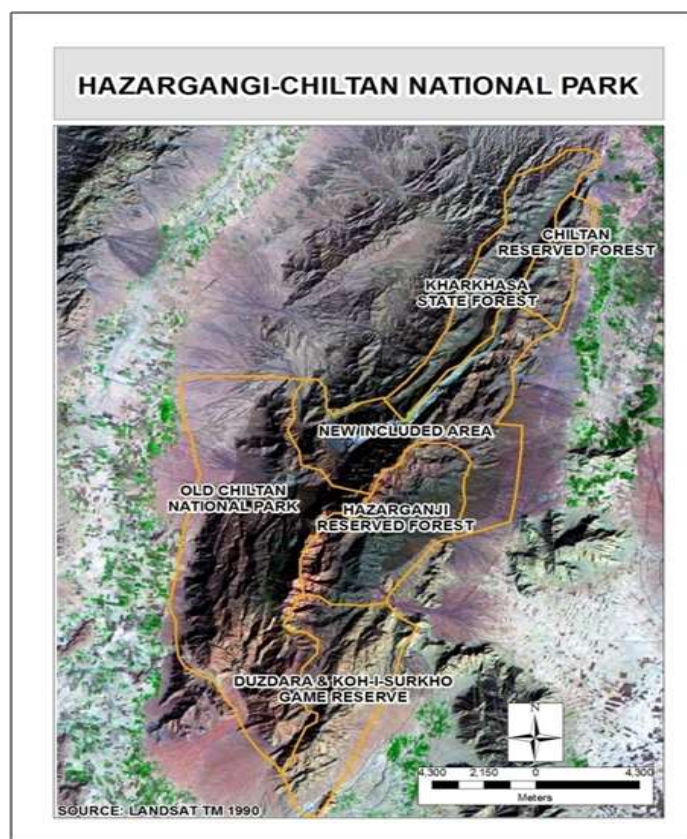 HAZARGANGI-CHILTAN NATIONAL PARK
CHILTAN
RESERVED FOREST
KHARKHASA
STATE FOREST
NEW INCLUDED AREA
OLD CHILTAN
NATIONAL PARK
HAZARGANJI
RESERVED FOREST
DUZDARA & KOH-I-SURKHO
GAME RESERVE
N
4,300 2,150 0 4,300
Meters
SOURCE: LANDSAT TM 1990